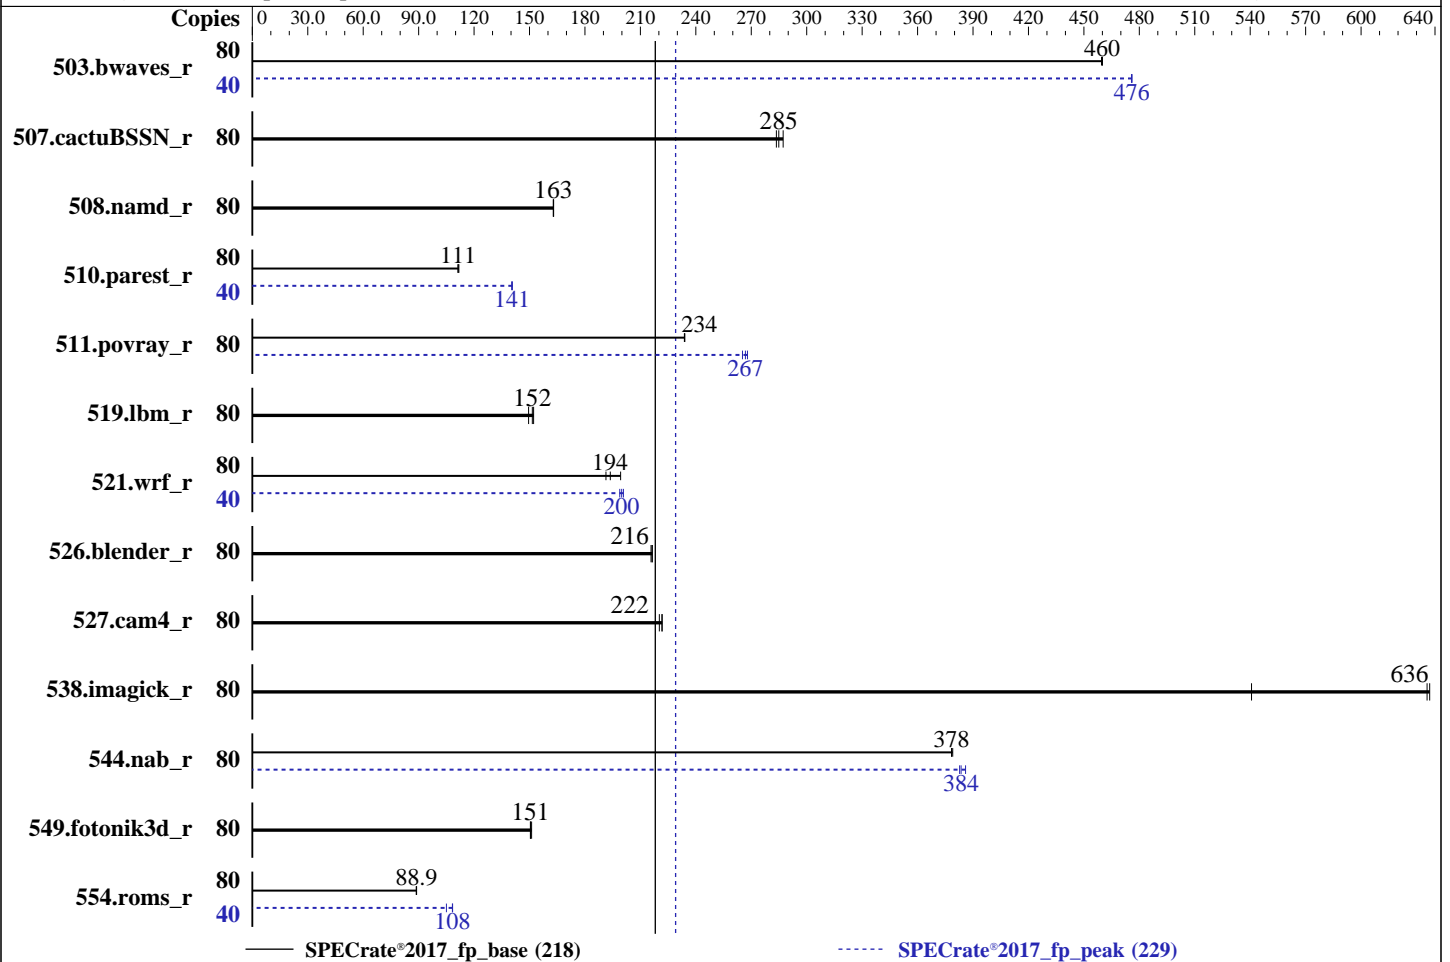 Copies 0 30.0 60.0 90.0 120 150 180 210 240 270 300 330 360 390 420 450 480 510 540 570 600 640
503.bwaves_r 80 460
40 476
507.cactuBSSN_r 80 285
508.namd_r 80 163
510.parest_r 80 111
40 141
511.povray_r 80 234
267
519.lbm_r 80 152
521.wrf_r 80 194
40 200
526.blender_r 80 216
527.cam4_r 80 222
538.imagick_r 80 636
544.nab_r 80 378
384
549.fotonik3d_r 80 151
554.roms_r 80 88.9
40 108
SPECrate®2017_fp_base (218) SPECrate®2017_fp_peak (229)